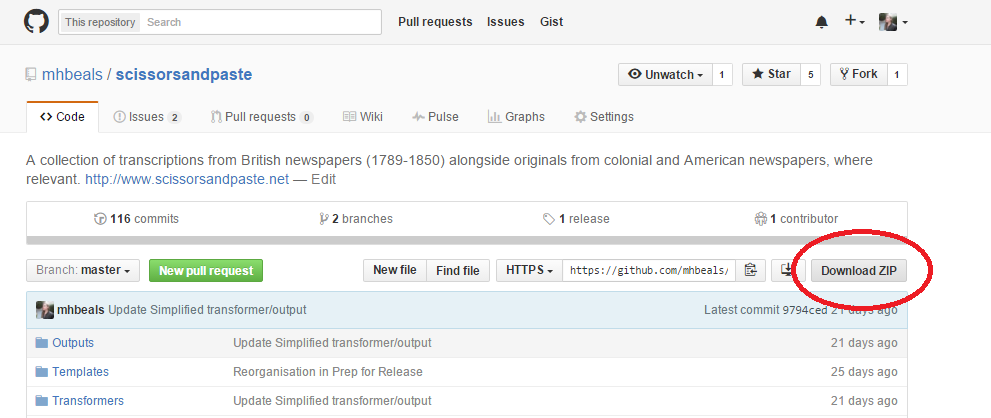 This repository Search Pull requests Issues Gist
mhbeals / scissorsandpaste Unwatch 1 Star 5 Fork 1
Code Issues 2 Pull requests 0 Wiki Pulse Graphs Settings
A collection of transcriptions from British newspapers (1789-1850) alongside originals from colonial and American newspapers, where
relevant. http://www.scissorsandpaste.net — Edit
116 commits 2 branches 1 release 1 contributor
Branch: master New pull request New file Find file HTTPS https://github.com/mhbeals/ Download ZIP
mhbeals Update Simplified transformer/output Latest commit 9794ced 21 days ago
Outputs Update Simplified transformer/output 21 days ago
Templates Reorganisation in Prep for Release 25 days ago
Transformers Update Simplified transformer/output 21 days ago